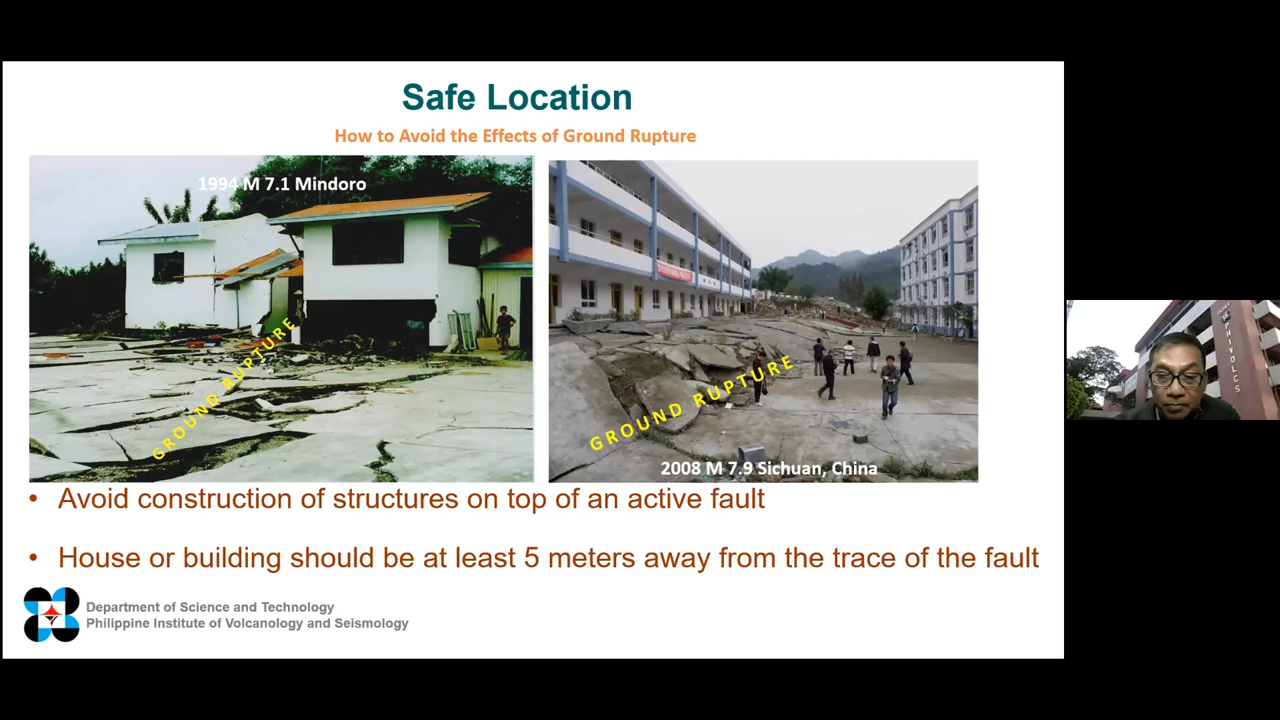 Safe Location
How to Avoid the Effects of Ground Rupture
1994 M 7.1 Mindoro
GROUND RUPTURE
GROUND RUPTURE
2008 M 7.9 Sichuan, China
• Avoid construction of structures on top of an active fault
• House or building should be at least 5 meters away from the trace of the fault
Department of Science and Technology
Philippine Institute of Volcanology and Seismology
PHIVOLCS